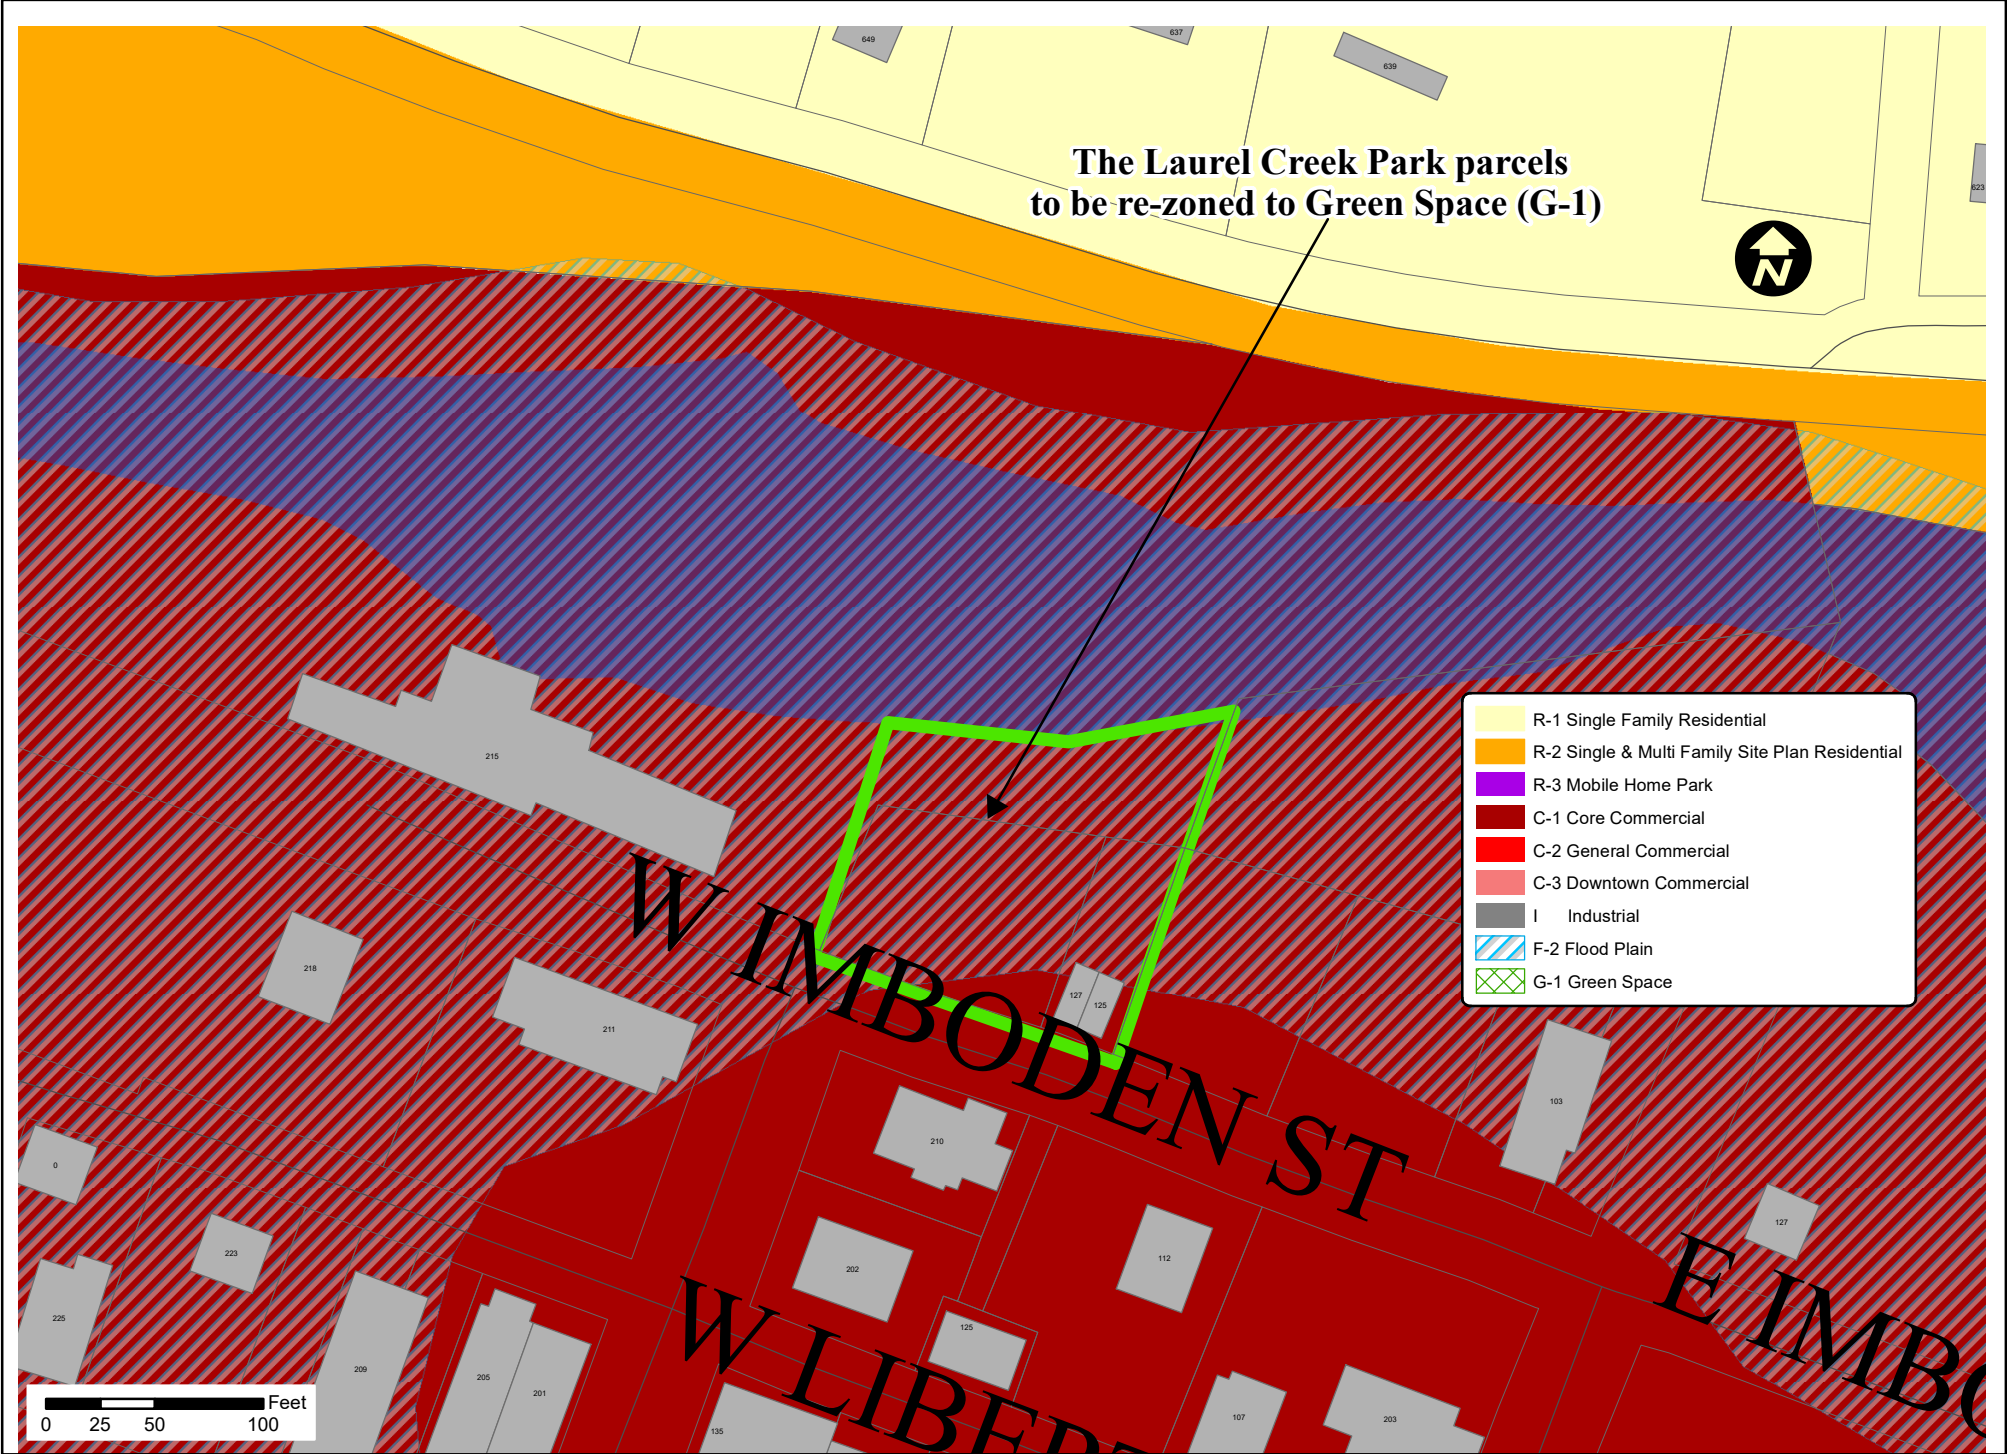 649
637
639
623
The Laurel Creek Park parcels
to be re-zoned to Green Space (G-1)
N
R-1 Single Family Residential
R-2 Single & Multi Family Site Plan Residential
R-3 Mobile Home Park
C-1 Core Commercial
C-2 General Commercial
C-3 Downtown Commercial
I Industrial
F-2 Flood Plain
G-1 Green Space
215
W IMBODEN ST
218
211
127
125
103
210
0
223
202
112
127
E IMBO
225
209
205
201
125
W LIBERT
135
107
203
Feet
0 25 50 100